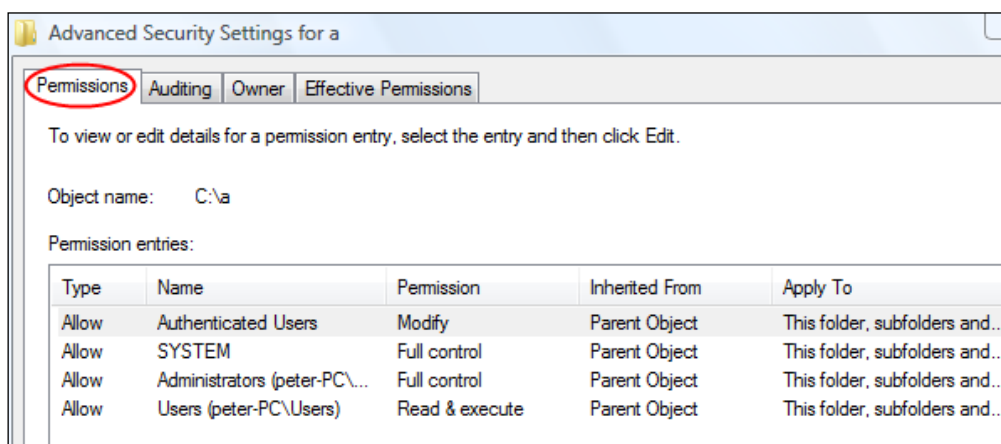 Advanced Security Settings for a
Permissions Auditing Owner Effective Permissions
To view or edit details for a permission entry, select the entry and then click Edit.
Object name: C:\a
Permission entries:
Type Name Permission Inherited From Apply To
Allow Authenticated Users Modify Parent Object This folder, subfolders and...
Allow SYSTEM Full control Parent Object This folder, subfolders and...
Allow Administrators (peter-PC\... Full control Parent Object This folder, subfolders and...
Allow Users (peter-PC\Users) Read & execute Parent Object This folder, subfolders and...